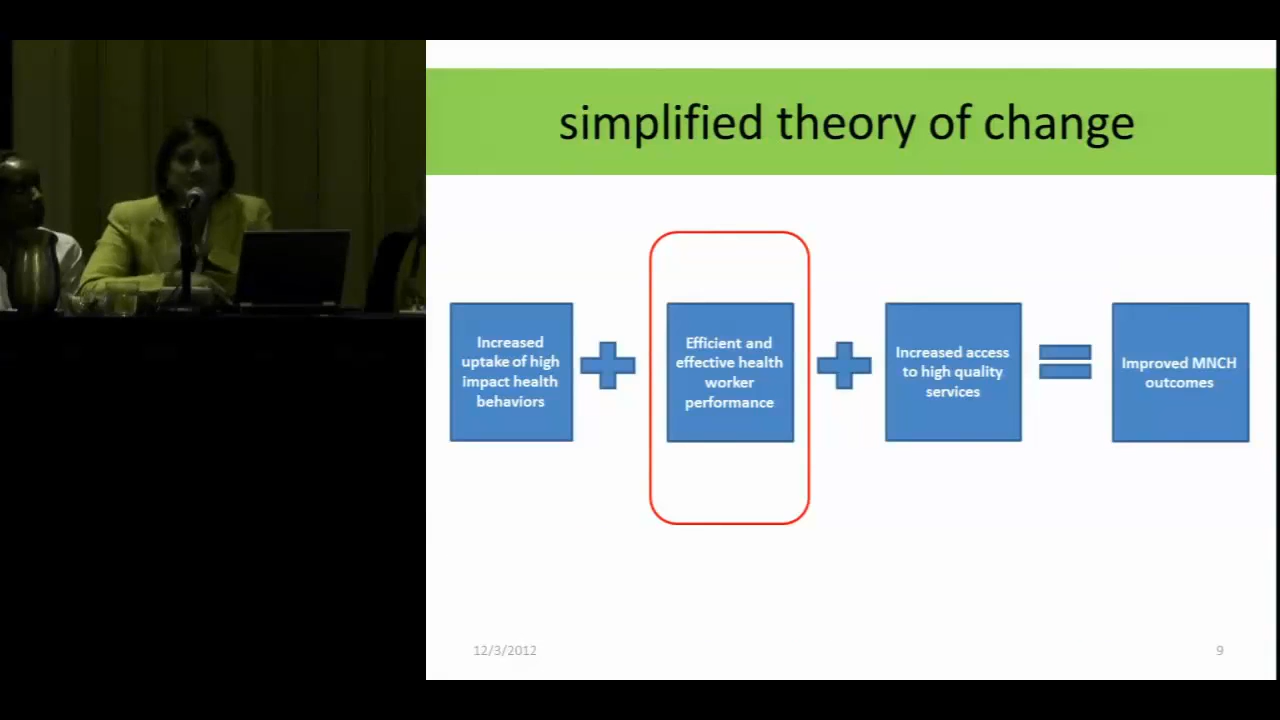 simplified theory of change
Increased
uptake of high
impact health
behaviors
Efficient and
effective health
worker
performance
Increased access
to high quality
services
Improved MNCH
outcomes
12/3/2012
9